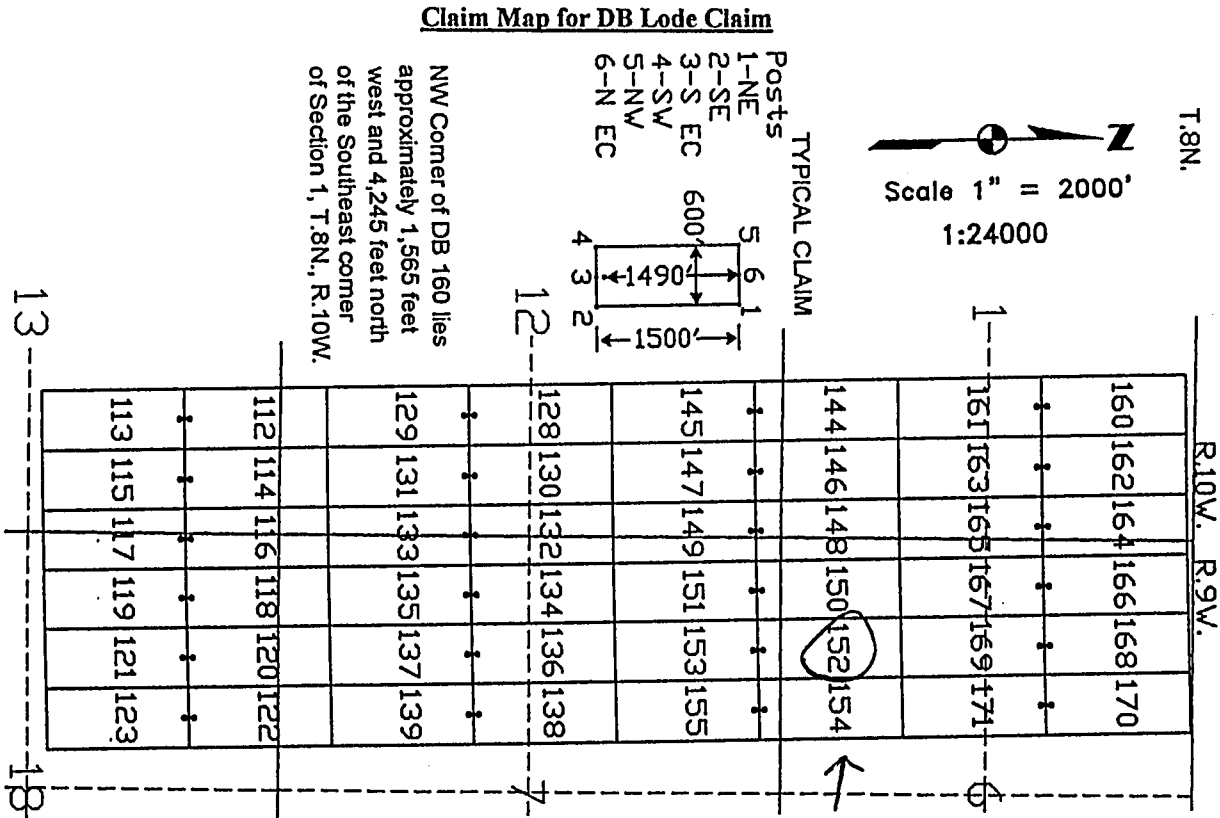 Claim Map for DB Lode Claim
T.8N.
Z
Scale 1" = 2000'
1:24000
Posts
1-NE
2-SE
3-S EC
4-SW
5-NW
6-N EC
TYPICAL CLAIM
600'
5 6 1
1490'
4 3 2
1500'
NW Corner of DB 160 lies
approximately 1,565 feet
west and 4,245 feet north
of the Southeast corner
of Section 1, T.8N., R.10W.
R.10W. R.9W.
1
160 162 164 166 168 170
161 163 165 167 169 171
6
144 146 148 150 152 154
145 147 149 151 153 155
12
128 130 132 134 136 138
7
129 131 133 135 137 139
112 114 116 118 120 122
113 115 117 119 121 123
13
18